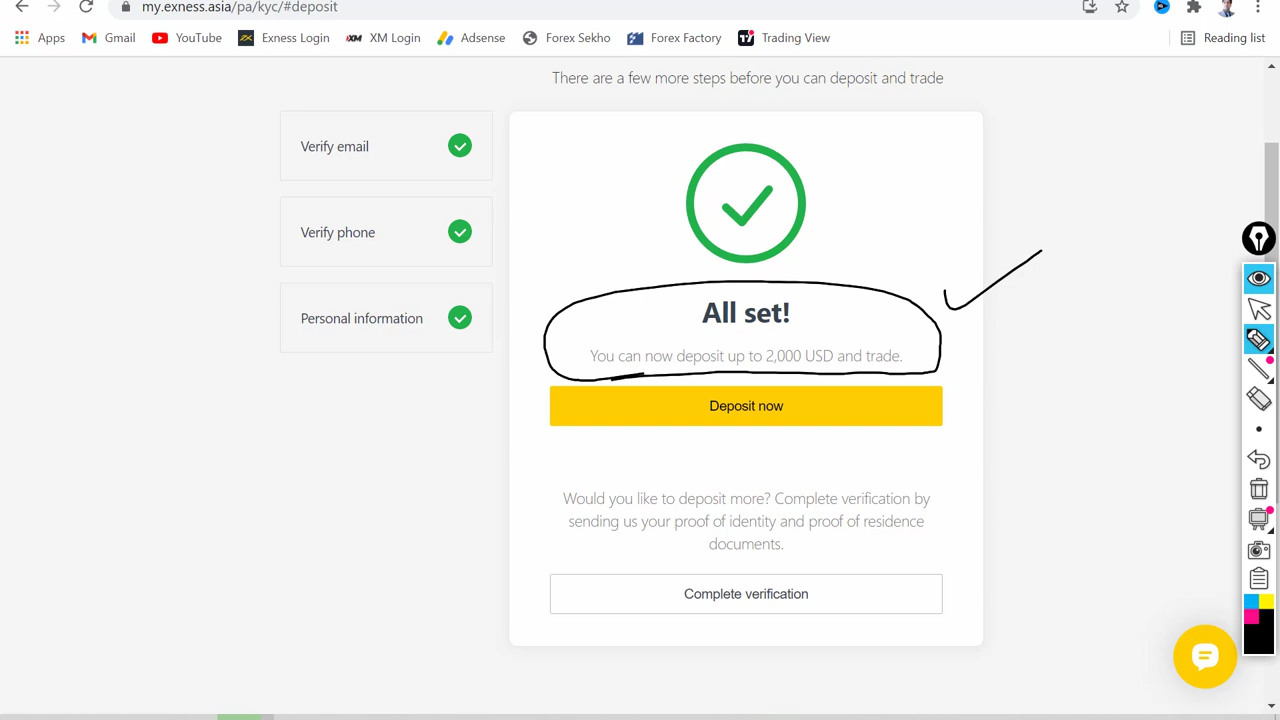 my.exness.asia/pa/kyc/#deposit
Apps Gmail YouTube Exness Login XM Login Adsense Forex Sekho Forex Factory Trading View Reading list
There are a few more steps before you can deposit and trade
Verify email
Verify phone
Personal information
All set!
You can now deposit up to 2,000 USD and trade.
Deposit now
Would you like to deposit more? Complete verification by
sending us your proof of identity and proof of residence
documents.
Complete verification